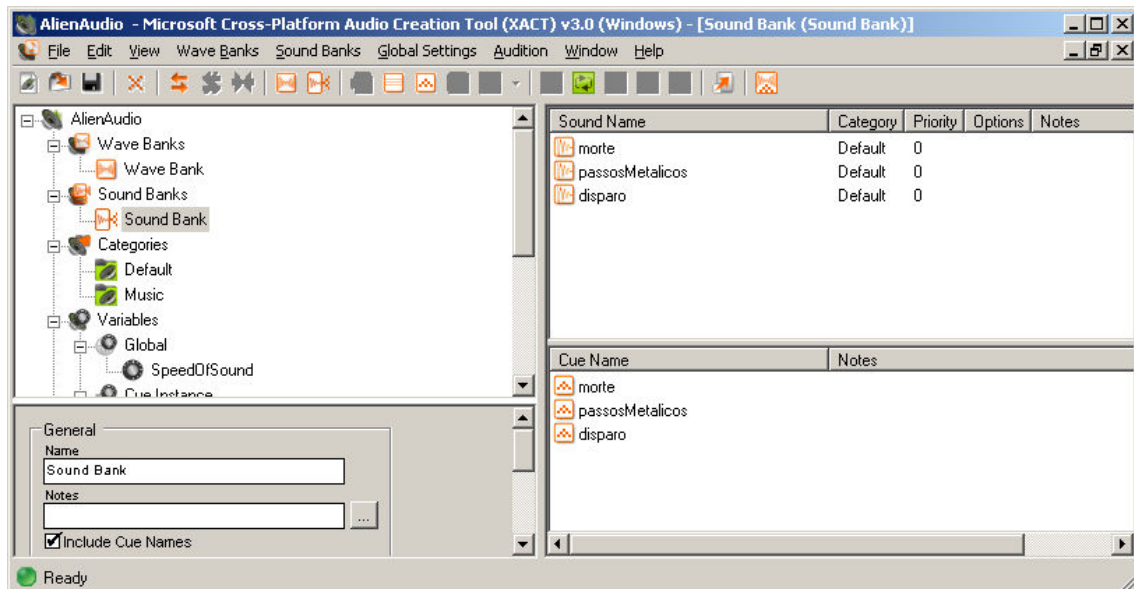 AlienAudio - Microsoft Cross-Platform Audio Creation Tool (XACT) v3.0 (Windows) - [Sound Bank (Sound Bank)]
File Edit View Wave Banks Sound Banks Global Settings Audition Window Help
AlienAudio
Wave Banks
Wave Bank
Sound Banks
Sound Bank
Categories
Default
Music
Variables
Global
SpeedOfSound
Cue Instance
General
Name
Sound Bank
Notes
...
Include Cue Names
Sound Name Category Priority Options Notes
morte Default 0
passosMetalicos Default 0
disparo Default 0
Cue Name Notes
morte
passosMetalicos
disparo
Ready